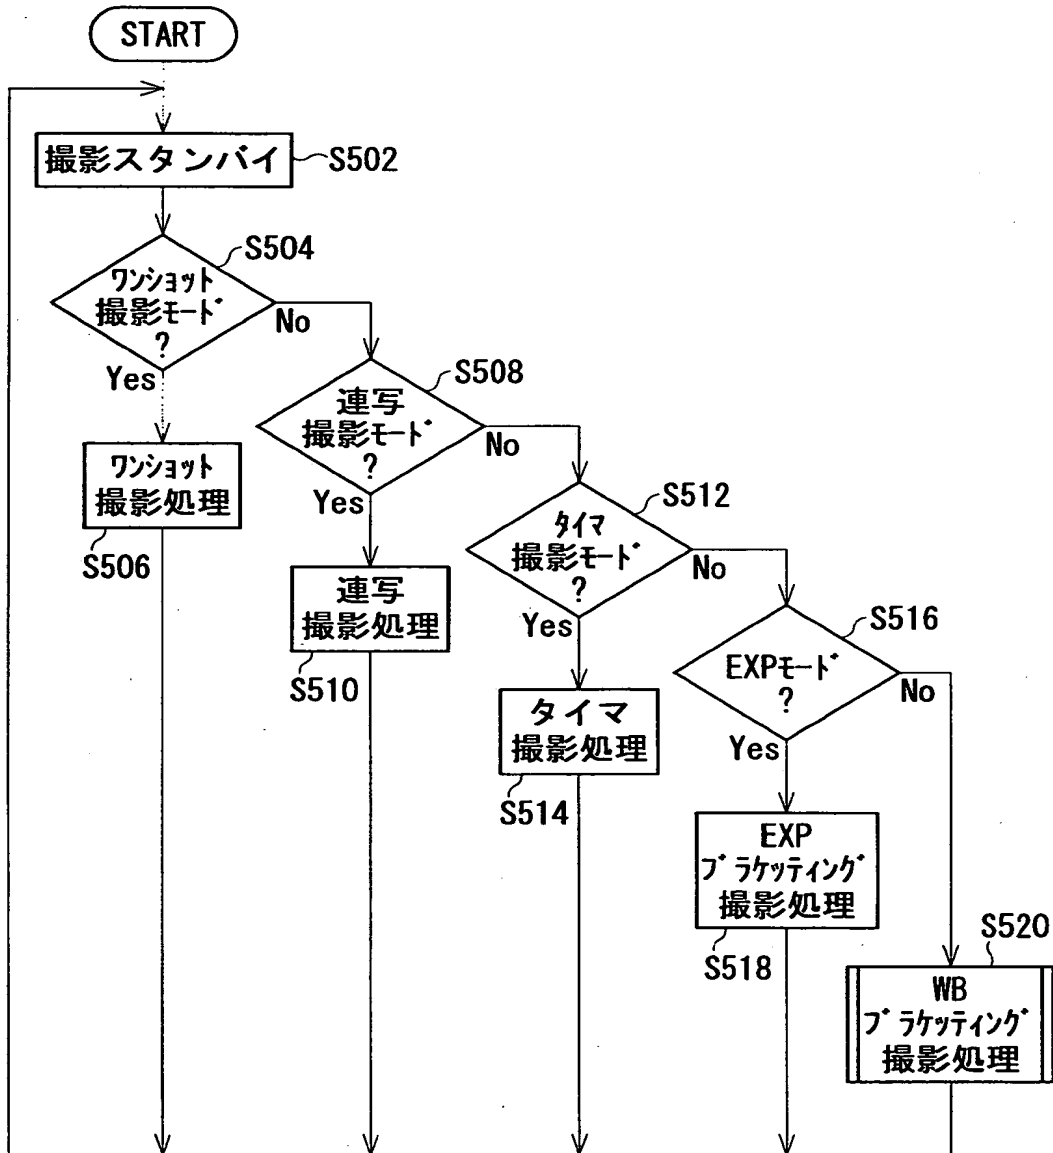 START
撮影スタンバイ
S502
S504
ﾜﾝｼｮｯﾄ
撮影ﾓｰﾄﾞ
?
No
Yes
S508
連写
撮影ﾓｰﾄﾞ
?
No
Yes
ﾜﾝｼｮｯﾄ
撮影処理
S506
S512
ﾀｲﾏ
撮影ﾓｰﾄﾞ
?
No
Yes
連写
撮影処理
S510
S516
EXPﾓｰﾄﾞ
?
No
Yes
タイマ
撮影処理
S514
EXP
ﾌﾞﾗｹｯﾃｨﾝｸﾞ
撮影処理
S518
S520
WB
ﾌﾞﾗｹｯﾃｨﾝｸﾞ
撮影処理